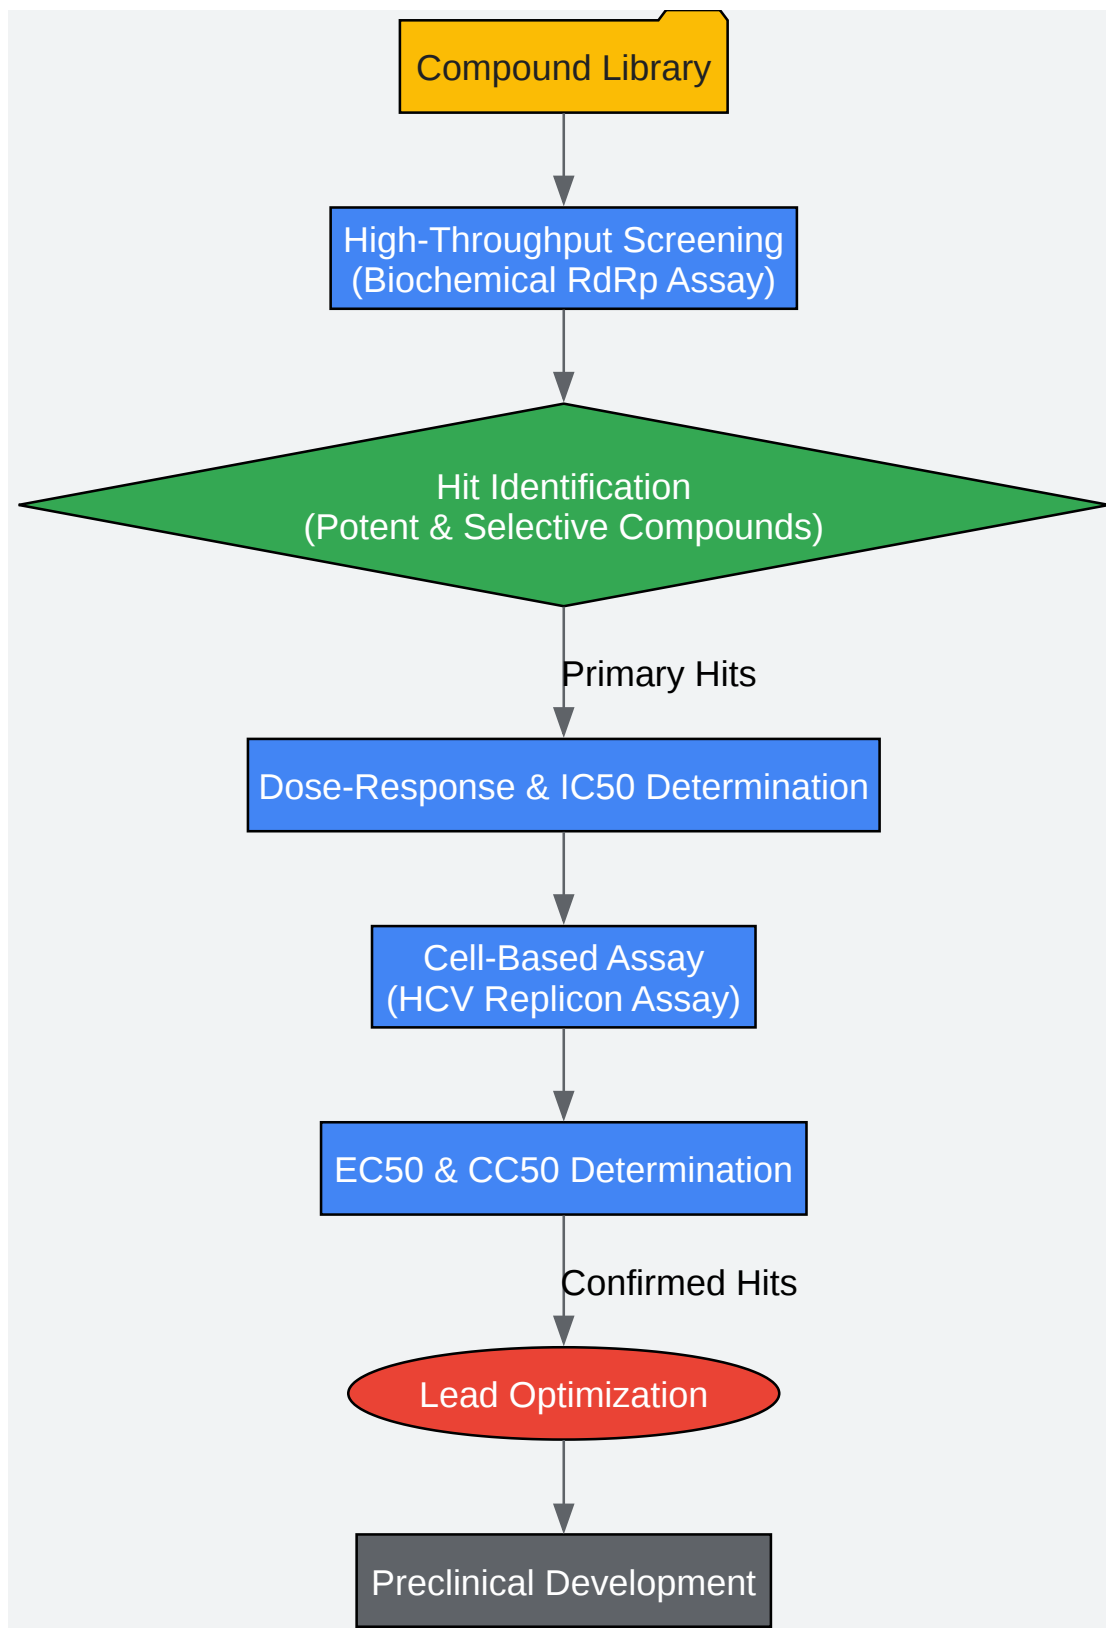 Compound Library
High-Throughput Screening
(Biochemical RdRp Assay)
Hit Identification
(Potent & Selective Compounds)
Primary Hits
Dose-Response & IC50 Determination
Cell-Based Assay
(HCV Replicon Assay)
EC50 & CC50 Determination
Confirmed Hits
Lead Optimization
Preclinical Development